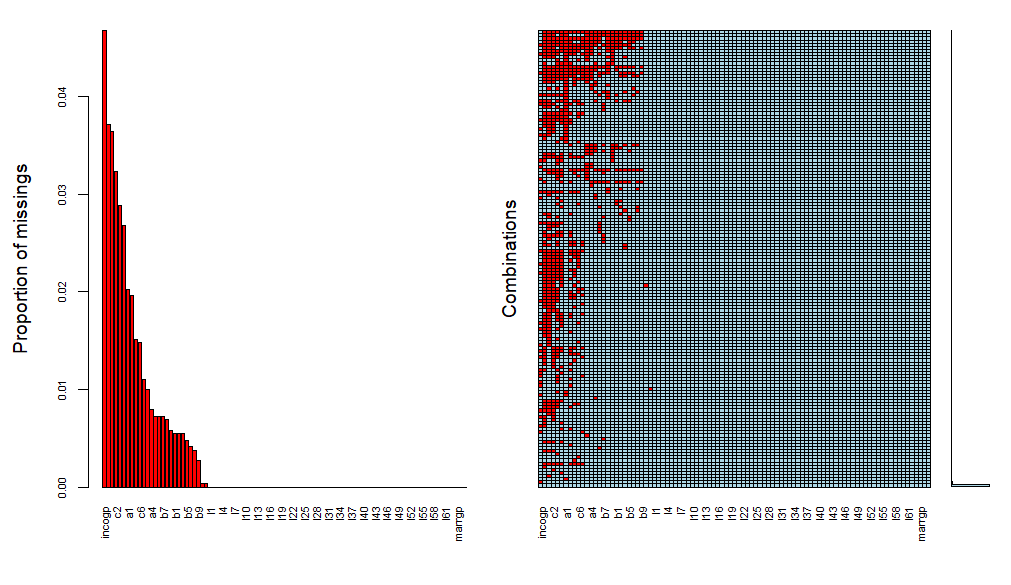 Proportion of missings
0.00
0.01
0.02
0.03
0.04
incogp
c2
a1
c6
a4
b7
b1
b5
b9
l1
l4
l7
l10
l13
l16
l19
l22
l25
l28
l31
l34
l37
l40
l43
l46
l49
l52
l55
l58
l61
marrgp
Combinations
incogp
c2
a1
c6
a4
b7
b1
b5
b9
l1
l4
l7
l10
l13
l16
l19
l22
l25
l28
l31
l34
l37
l40
l43
l46
l49
l52
l55
l58
l61
marrgp